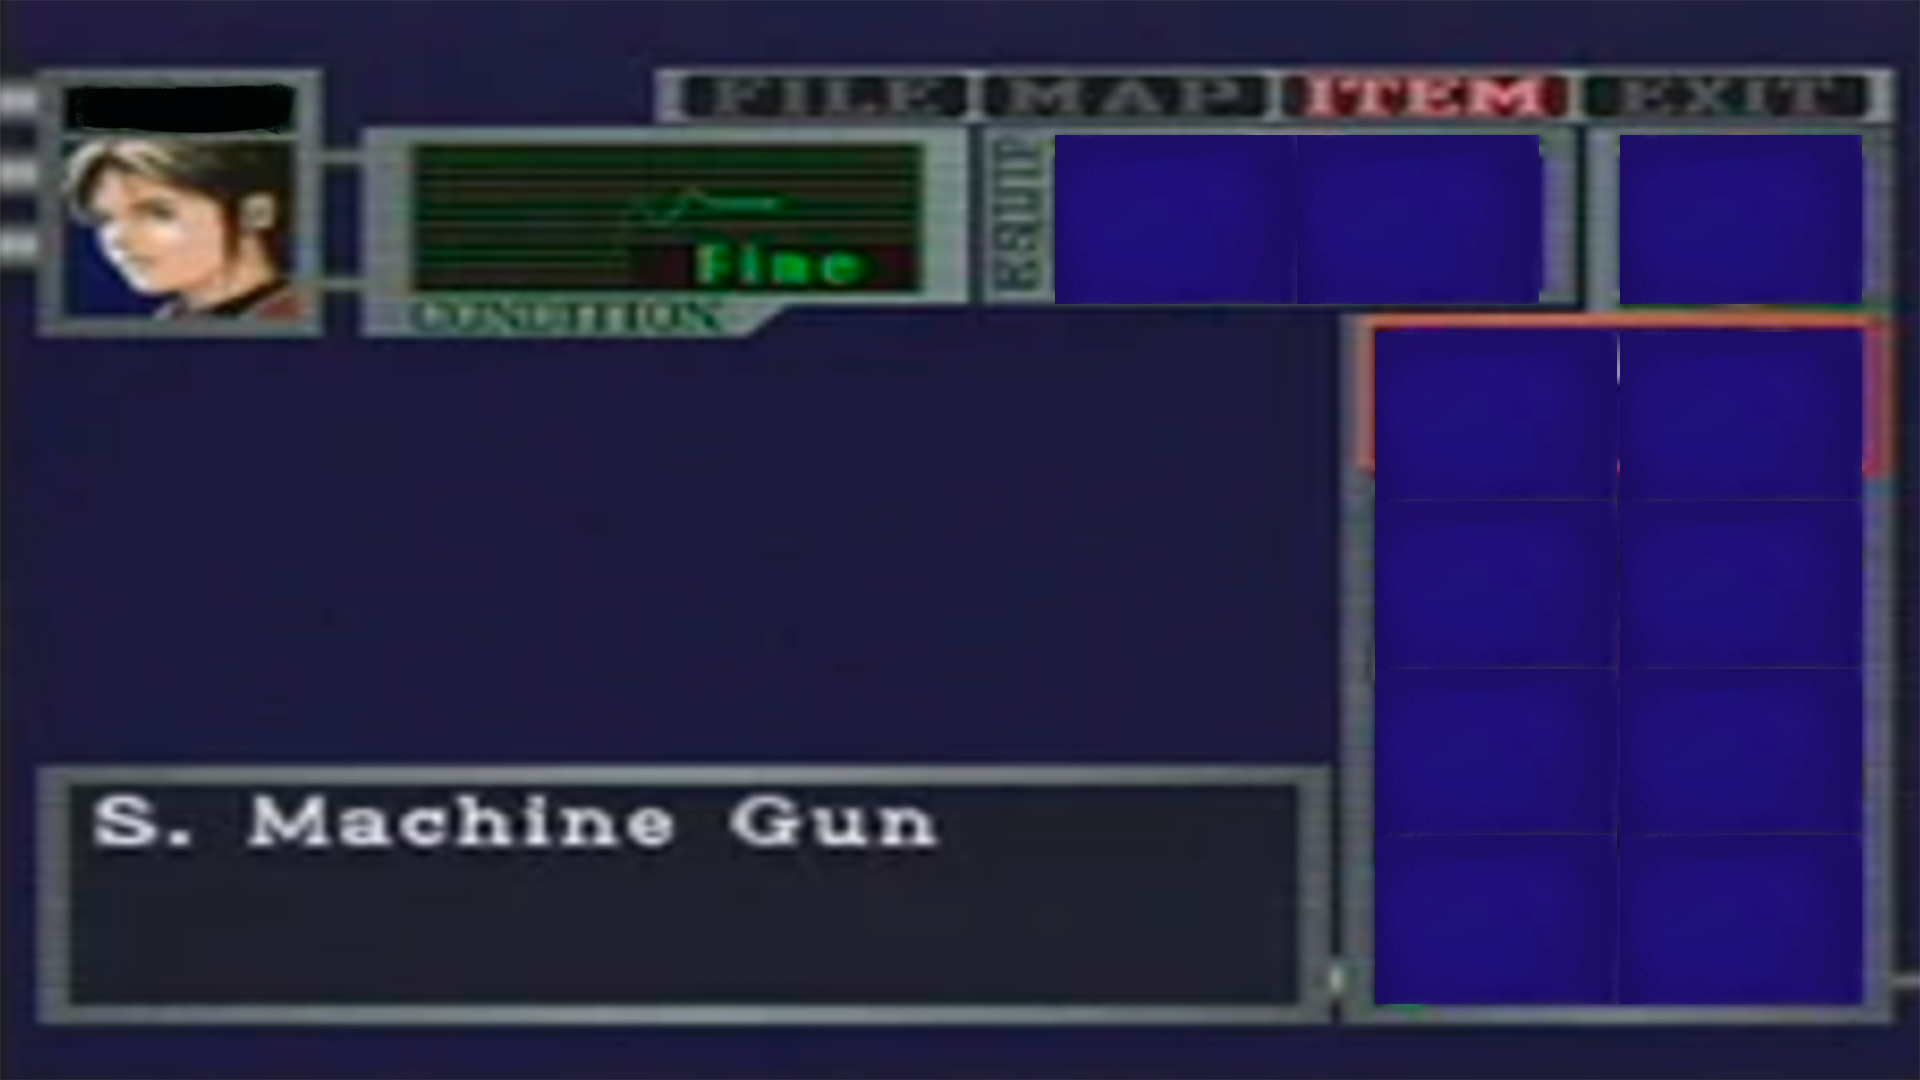 FILE MAP ITEM EXIT
EQUIP
Fine
CONDITION
S. Machine Gun